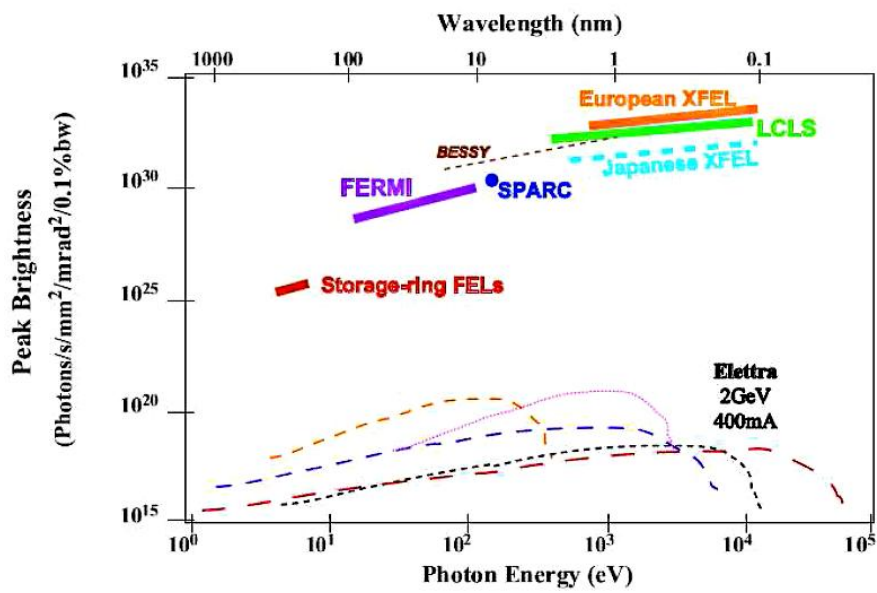 Wavelength (nm)
1000 100 10 1 0.1
10³⁵
European XFEL
LCLS
BESSY
Japanese XFEL
10³⁰
FERMI
SPARC
10²⁵
Storage-ring FELs
Peak Brightness
(Photons/s/mm²/mrad²/0.1%bw)
10²⁰
Elettra
2GeV
400mA
10¹⁵
10⁰ 10¹ 10² 10³ 10⁴ 10⁵
Photon Energy (eV)